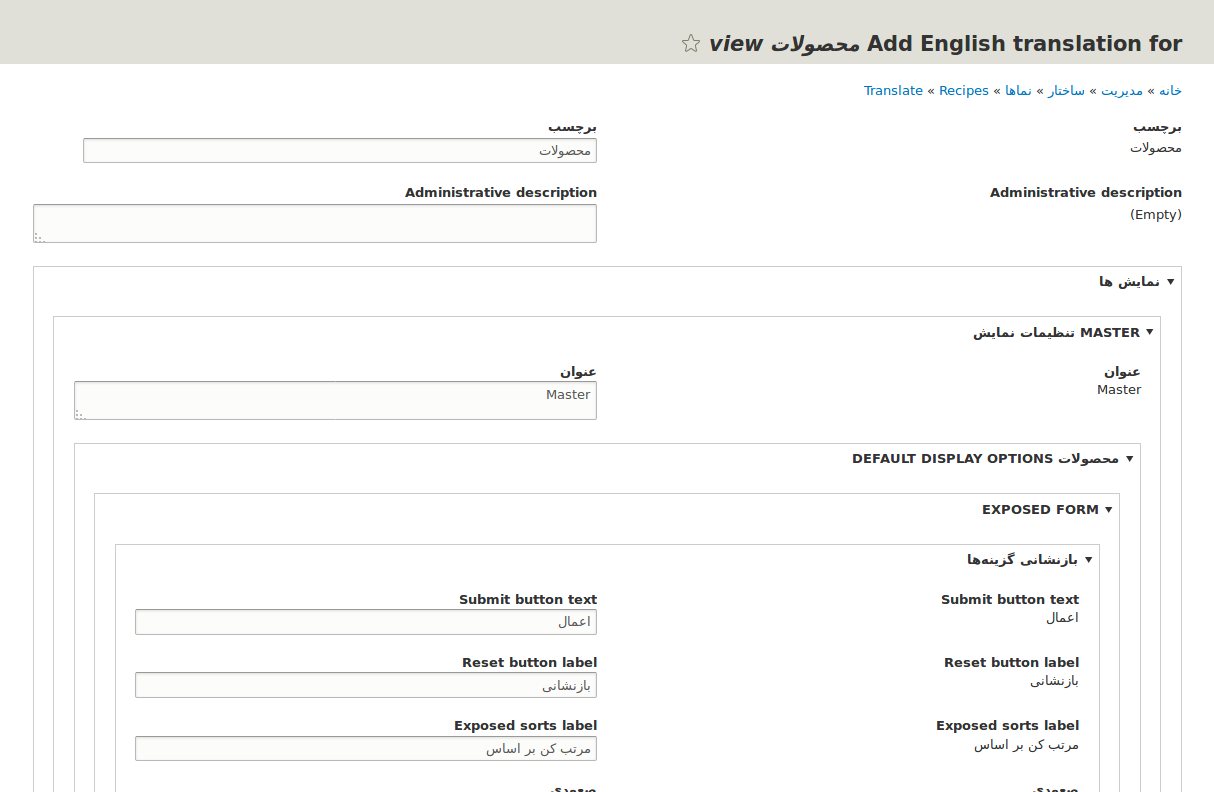 Add English translation for محصولات view
خانه » مدیریت » ساختار » نماها » Recipes » Translate
برچسب
محصولات
برچسب
محصولات
Administrative description
(Empty)
Administrative description
نمایش ها
MASTER تنظیمات نمایش
عنوان
Master
عنوان
Master
محصولات DEFAULT DISPLAY OPTIONS
EXPOSED FORM
بازنشانی گزینه‌ها
Submit button text
اعمال
Submit button text
اعمال
Reset button label
بازنشانی
Reset button label
بازنشانی
Exposed sorts label
مرتب کن بر اساس
Exposed sorts label
مرتب کن بر اساس
صعودی
صعودی